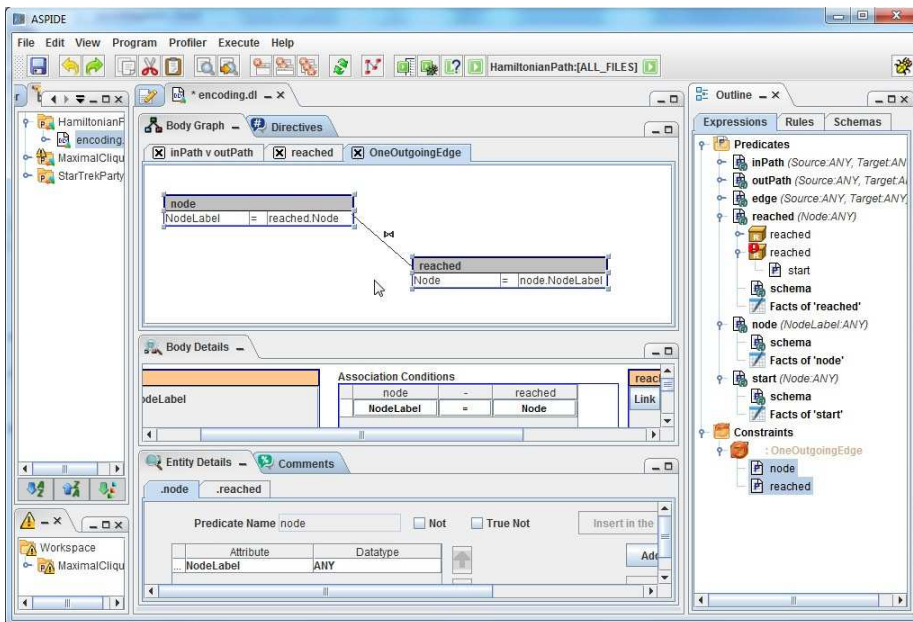 ASPIDE
File Edit View Program Profiler Execute Help
HamiltonianPath:[ALL_FILES]
r
HamiltonianP
encoding.
MaximalCliqu
StarTrekParty
Workspace
MaximalCliqu
* encoding.dl
Body Graph
Directives
inPath v outPath
reached
OneOutgoingEdge
node
NodeLabel = reached.Node
reached
Node = node.NodeLabel
Body Details
odeLabel
Association Conditions
node - reached
NodeLabel = Node
reac
Link
Entity Details
Comments
.node .reached
Predicate Name node Not True Not Insert in the
Attribute Datatype
... NodeLabel ANY
Add
Outline
Expressions Rules Schemas
Predicates
inPath (Source:ANY, Target:AN
outPath (Source:ANY, Target:A
edge (Source:ANY, Target:ANY
reached (Node:ANY)
reached
reached
start
schema
Facts of 'reached'
node (NodeLabel:ANY)
schema
Facts of 'node'
start (Node:ANY)
schema
Facts of 'start'
Constraints
: OneOutgoingEdge
node
reached